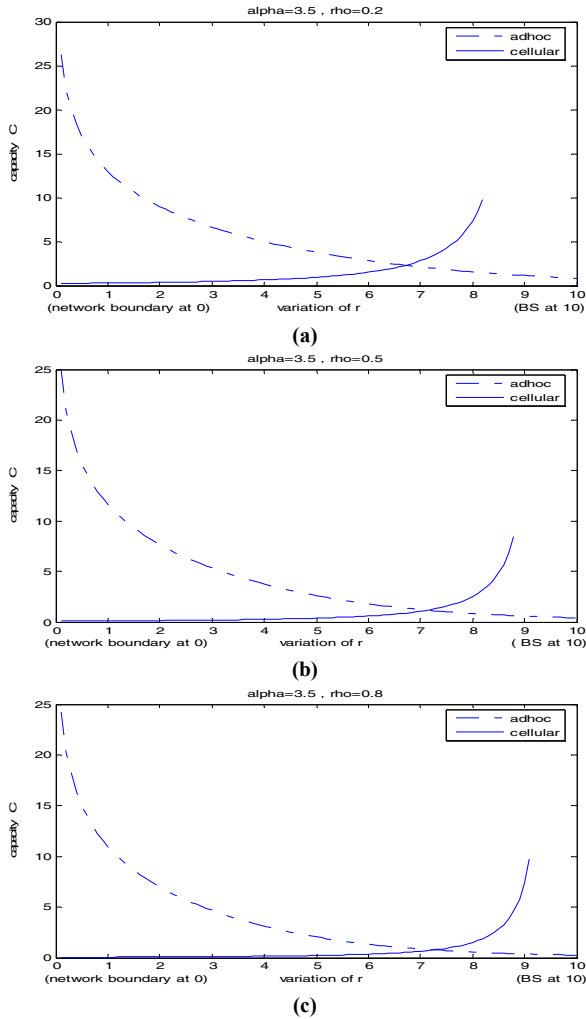 alpha=3.5 , rho=0.2
30
25
20
15
10
5
0
capacity C
adhoc
cellular
0 1 2 3 4 5 6 7 8 9 10
(network boundary at 0) variation of r (BS at 10)
(a)
alpha=3.5 , rho=0.5
25
20
15
10
5
0
capacity C
adhoc
cellular
0 1 2 3 4 5 6 7 8 9 10
(network boundary at 0) variation of r ( BS at 10)
(b)
alpha=3.5 , rho=0.8
25
20
15
10
5
0
capacity C
adhoc
cellular
0 1 2 3 4 5 6 7 8 9 10
(network boundary at 0) variation of r (BS at 10)
(c)